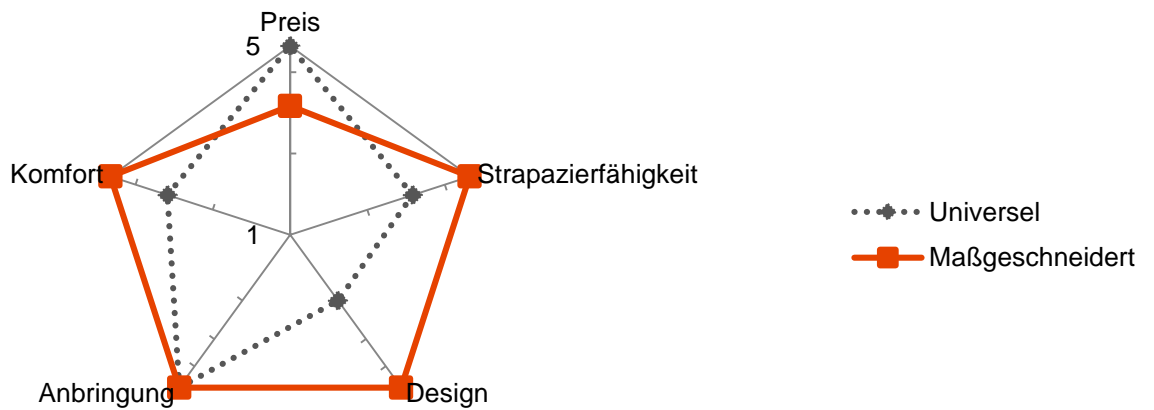 Preis
5
Komfort
Strapazierfähigkeit
1
Anbringung
Design
Universel
Maßgeschneidert